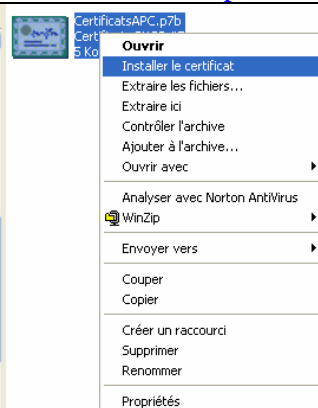 CertificatsAPC.p7b
5 Ko
Ouvrir
Installer le certificat
Extraire les fichiers...
Extraire ici
Contrôler l'archive
Ajouter à l'archive...
Ouvrir avec
Analyser avec Norton AntiVirus
WinZip
Envoyer vers
Couper
Copier
Créer un raccourci
Supprimer
Renommer
Propriétés